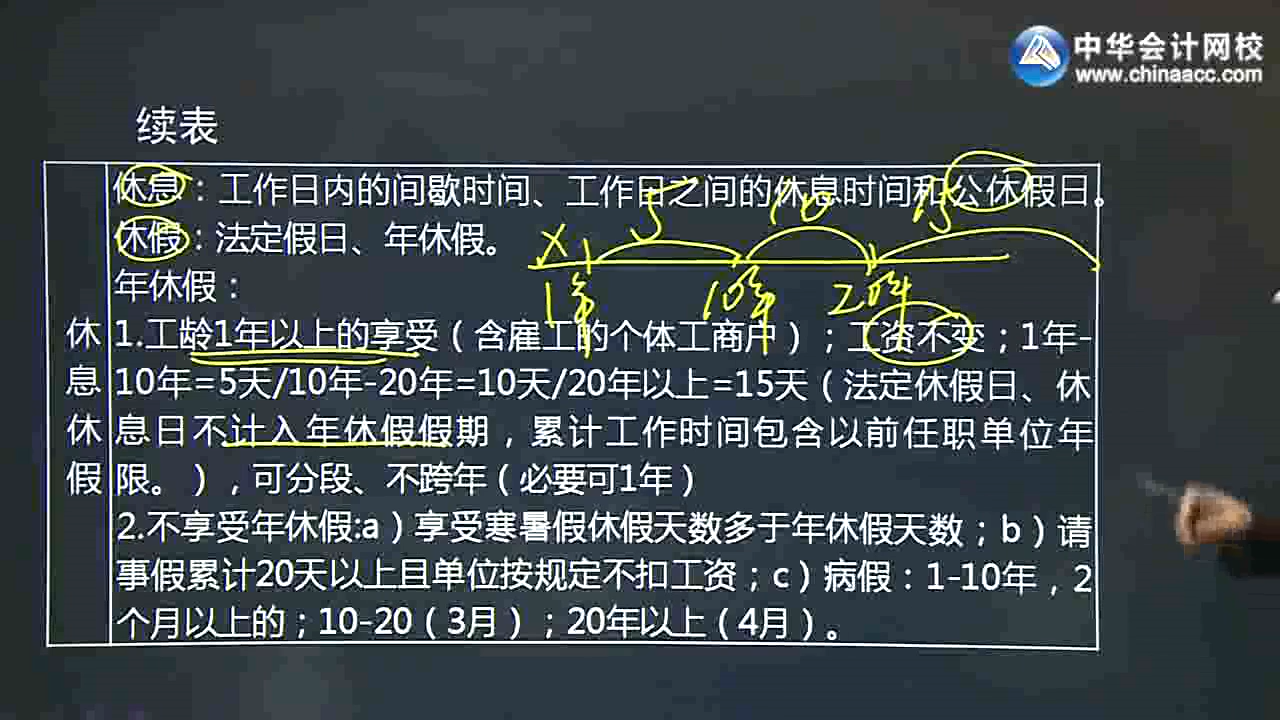 中华会计网校
www.chinaacc.com
续表
休息：工作日内的间歇时间、工作日之间的休息时间和公休假日。
休假：法定假日、年休假。
年休假：
休息休假
1.工龄1年以上的享受（含雇工的个体工商户）；工资不变；1年-
10年=5天/10年-20年=10天/20年以上=15天（法定休假日、休
息日不计入年休假假期，累计工作时间包含以前任职单位年
限。），可分段、不跨年（必要可1年）
2.不享受年休假:a）享受寒暑假休假天数多于年休假天数；b）请
事假累计20天以上且单位按规定不扣工资；c）病假：1-10年，2
个月以上的；10-20（3月）；20年以上（4月）。
5 10 15
X
1年 10年 20年